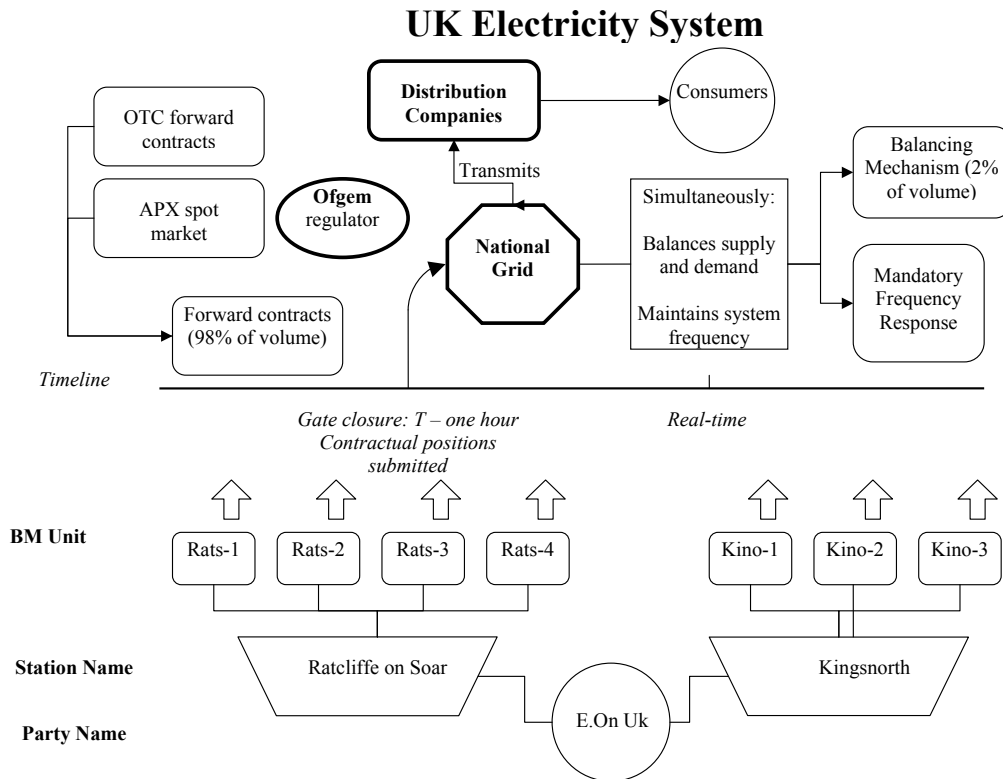 UK Electricity System
OTC forward
contracts
APX spot
market
Ofgem
regulator
Forward contracts
(98% of volume)
Distribution
Companies
Consumers
Transmits
National
Grid
Simultaneously:
Balances supply
and demand
Maintains system
frequency
Balancing
Mechanism (2%
of volume)
Mandatory
Frequency
Response
Timeline
Gate closure: T – one hour
Contractual positions
submitted
Real-time
BM Unit
Rats-1
Rats-2
Rats-3
Rats-4
Kino-1
Kino-2
Kino-3
Station Name
Ratcliffe on Soar
Kingsnorth
Party Name
E.On Uk